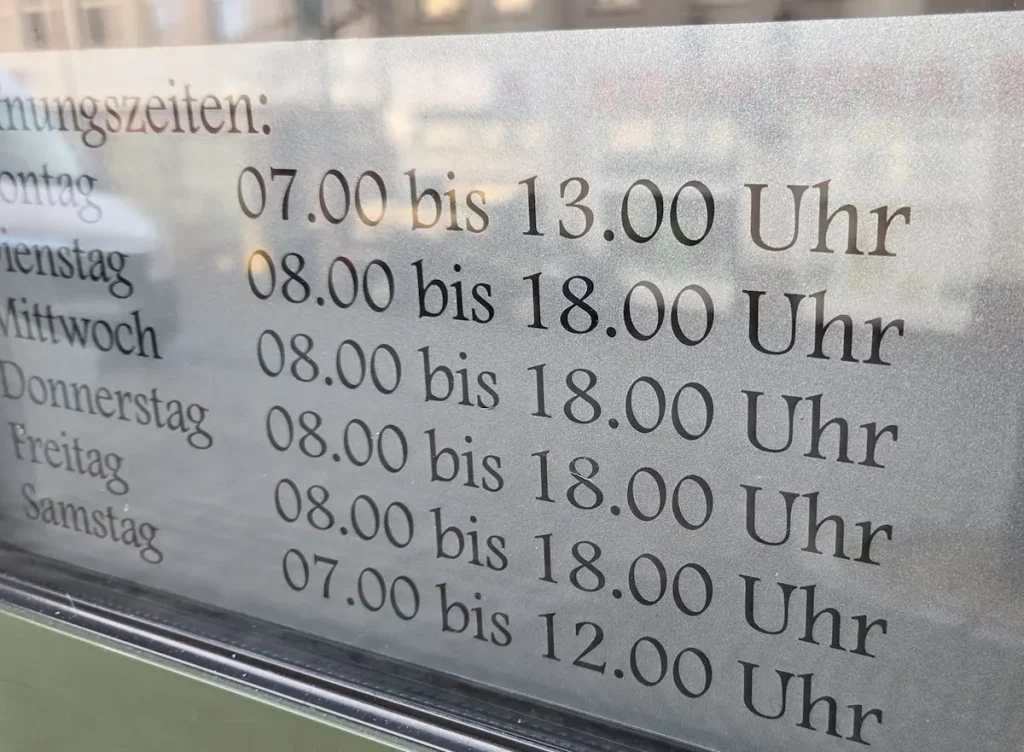 nungszeiten:
ontag 07.00 bis 13.00 Uhr
ienstag 08.00 bis 18.00 Uhr
Mittwoch 08.00 bis 18.00 Uhr
Donnerstag 08.00 bis 18.00 Uhr
Freitag 08.00 bis 18.00 Uhr
Samstag 07.00 bis 12.00 Uhr